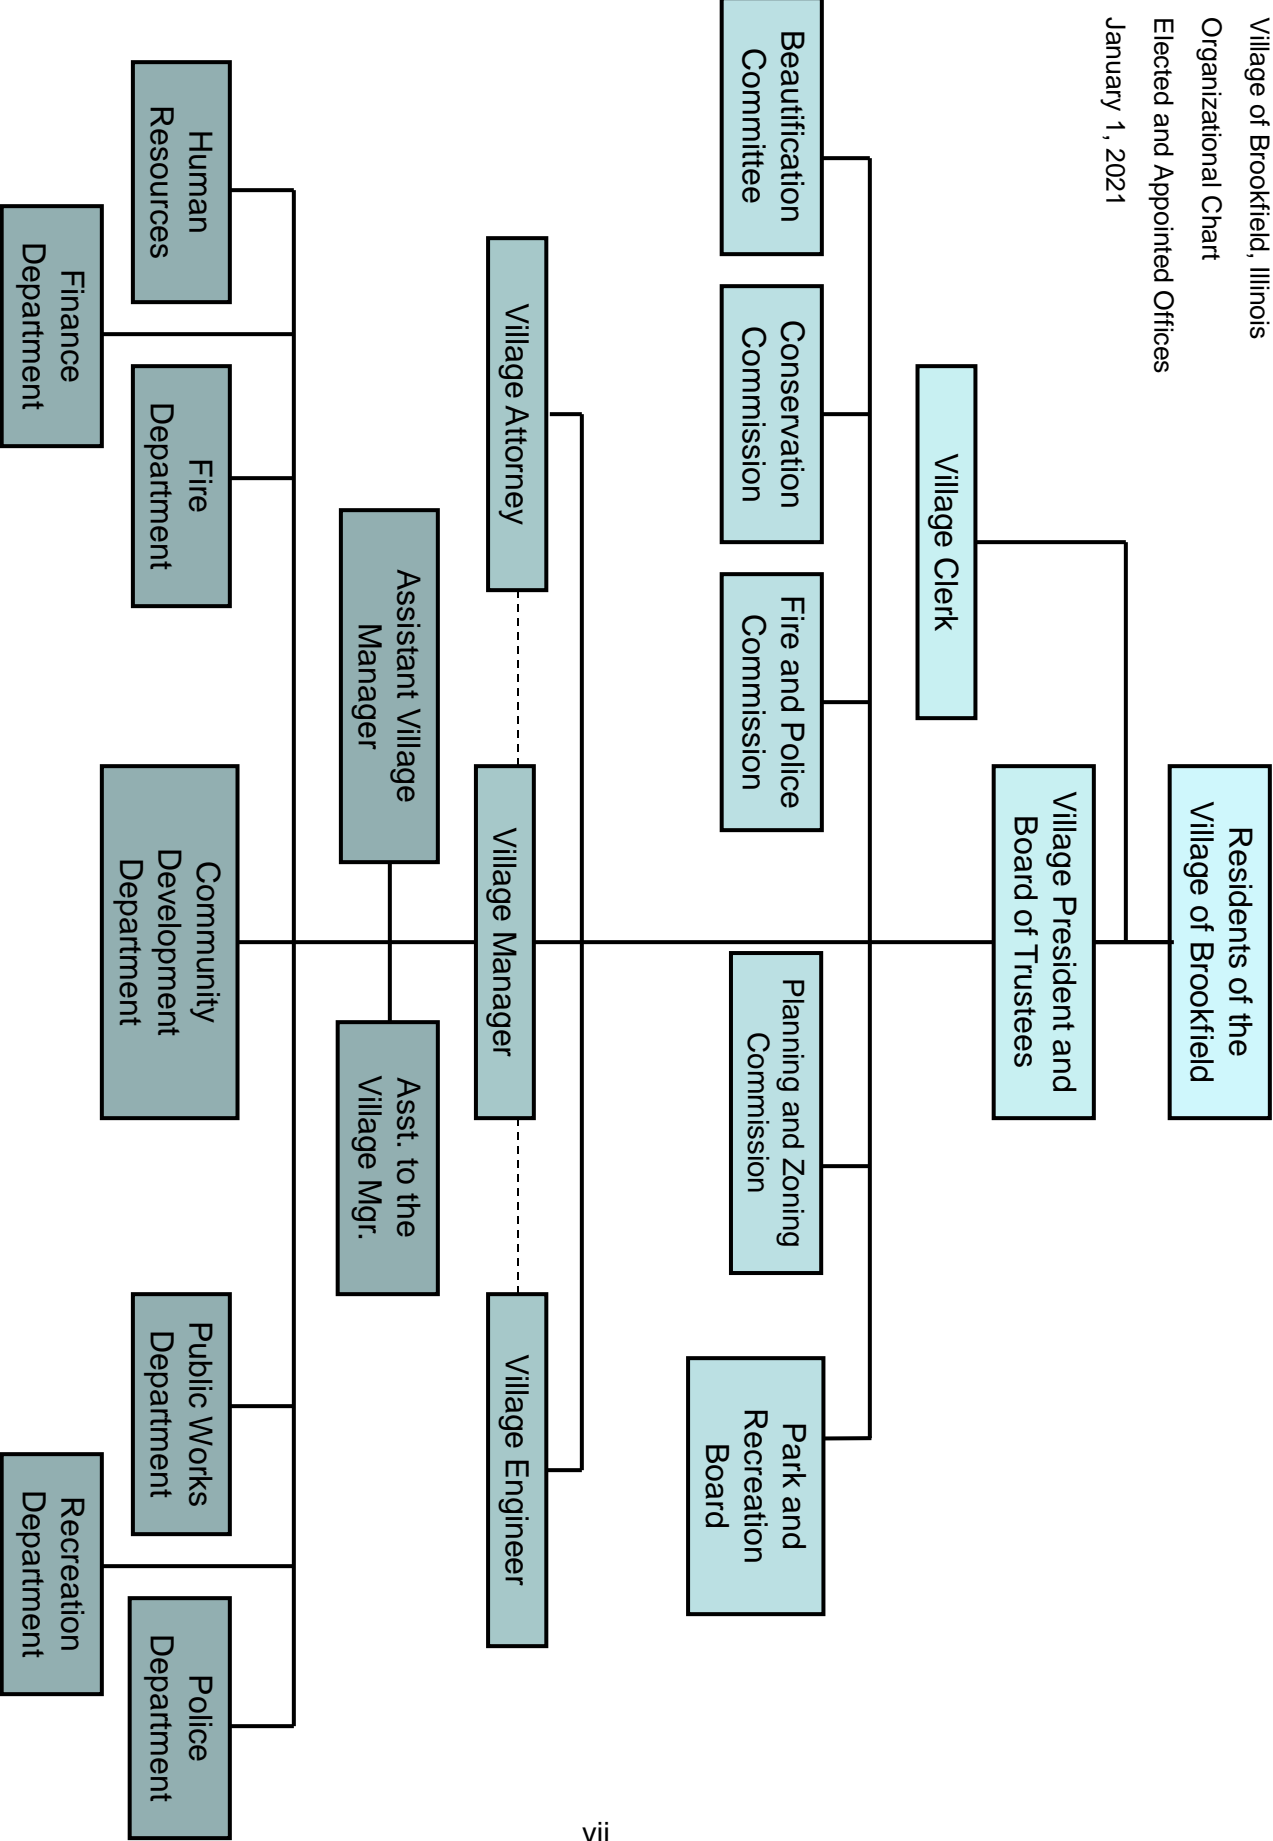 Village of Brookfield, Illinois
Organizational Chart
Elected and Appointed Offices
January 1, 2021
Residents of the
Village of Brookfield
Village President and
Board of Trustees
Village Clerk
Beautification
Committee
Conservation
Commission
Fire and Police
Commission
Planning and Zoning
Commission
Park and
Recreation
Board
Village Attorney
Village Manager
Village Engineer
Assistant Village
Manager
Asst. to the
Village Mgr.
Human
Resources
Finance
Department
Fire
Department
Community
Development
Department
Public Works
Department
Recreation
Department
Police
Department
vii